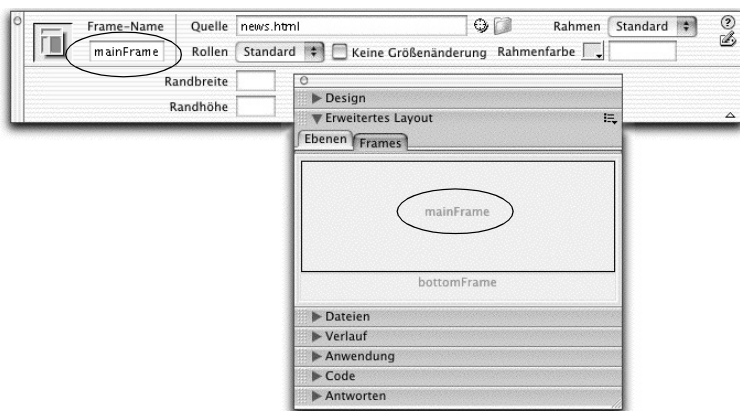 Frame-Name Quelle news.html Rahmen Standard ?
mainFrame Rollen Standard Keine Größenänderung Rahmenfarbe
Randbreite
Randhöhe
Design
Erweitertes Layout
Ebenen Frames
mainFrame
bottomFrame
Dateien
Verlauf
Anwendung
Code
Antworten